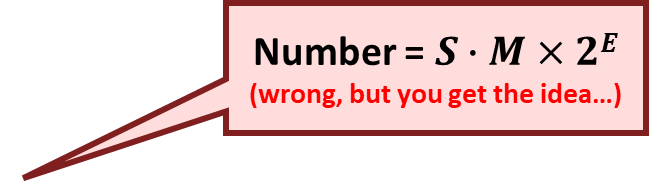 Number = S · M × 2^E
(wrong, but you get the idea...)